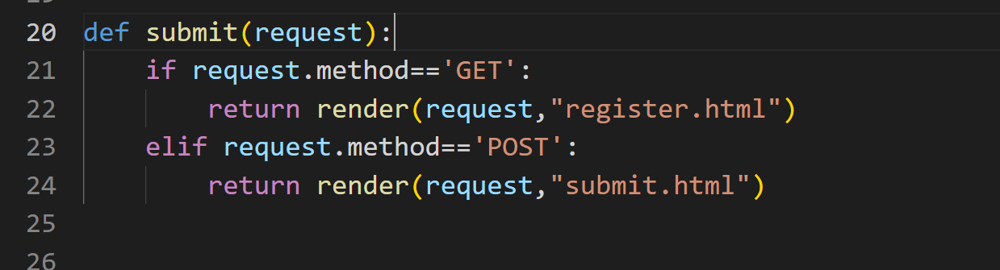 20 def submit(request):
21     if request.method=='GET':
22         return render(request,"register.html")
23     elif request.method=='POST':
24         return render(request,"submit.html")
25
26